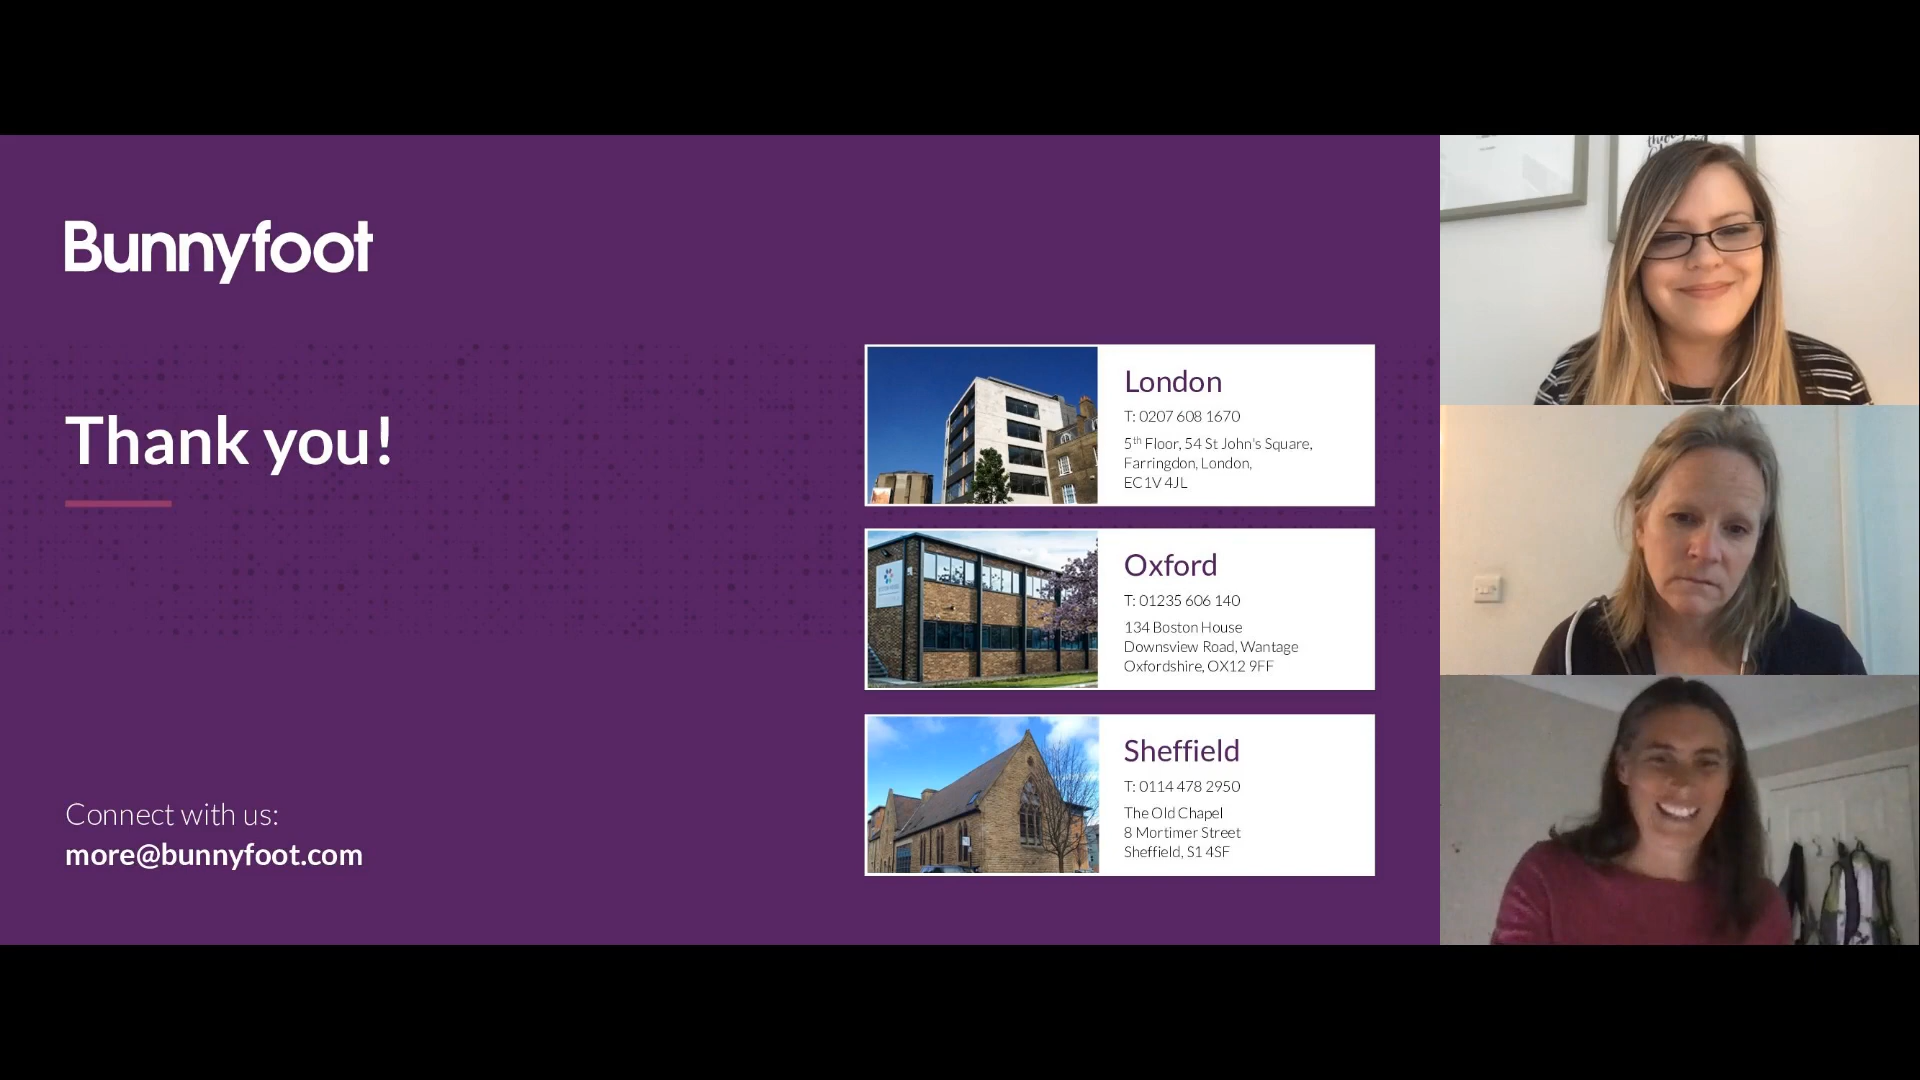 Bunnyfoot
Thank you!
Connect with us:
more@bunnyfoot.com
London
T: 0207 608 1670
5th Floor, 54 St John's Square,
Farringdon, London,
EC1V 4JL
Oxford
T: 01235 606 140
134 Boston House
Downsview Road, Wantage
Oxfordshire, OX12 9FF
Sheffield
T: 0114 478 2950
The Old Chapel
8 Mortimer Street
Sheffield, S1 4SF